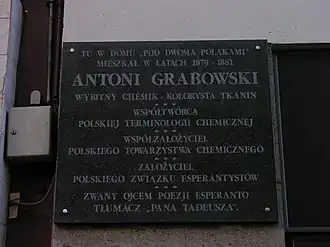 TU W DOMU „POD DWOMA POLAKAMI"
MIESZKAŁ W LATACH 1879 - 1881
ANTONI GRABOWSKI
WYBITNY CHEMIK - KOLORYSTA TKANIN
WSPÓŁTWÓRCA
POLSKIEJ TERMINOLOGII CHEMICZNEJ
WSPÓŁZAŁOŻYCIEL
POLSKIEGO TOWARZYSTWA CHEMICZNEGO
ZAŁOŻYCIEL
POLSKIEGO ZWIĄZKU ESPERANTYSTÓW
ZWANY OJCEM POEZJI ESPERANTO
TŁUMACZ „PANA TADEUSZA".